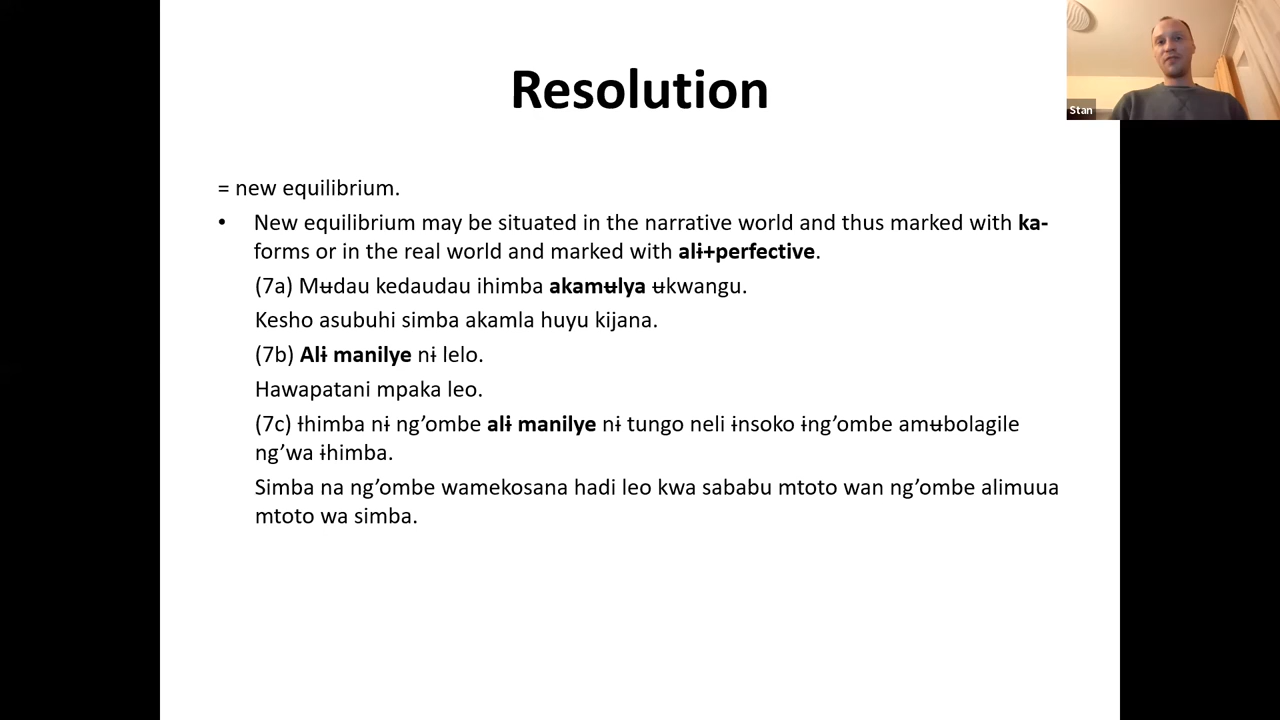 Resolution
Stan
= new equilibrium.
• New equilibrium may be situated in the narrative world and thus marked with ka-
forms or in the real world and marked with alɨ+perfective.
(7a) Mʉdau kedaudau ihimba akamʉlya ʉkwangu.
Kesho asubuhi simba akamla huyu kijana.
(7b) Alɨ manilye nɨ lelo.
Hawapatani mpaka leo.
(7c) Ɨhimba nɨ ng’ombe alɨ manilye nɨ tungo neli ɨnsoko ɨng’ombe amʉbolagile
ng’wa ɨhimba.
Simba na ng’ombe wamekosana hadi leo kwa sababu mtoto wan ng’ombe alimuua
mtoto wa simba.